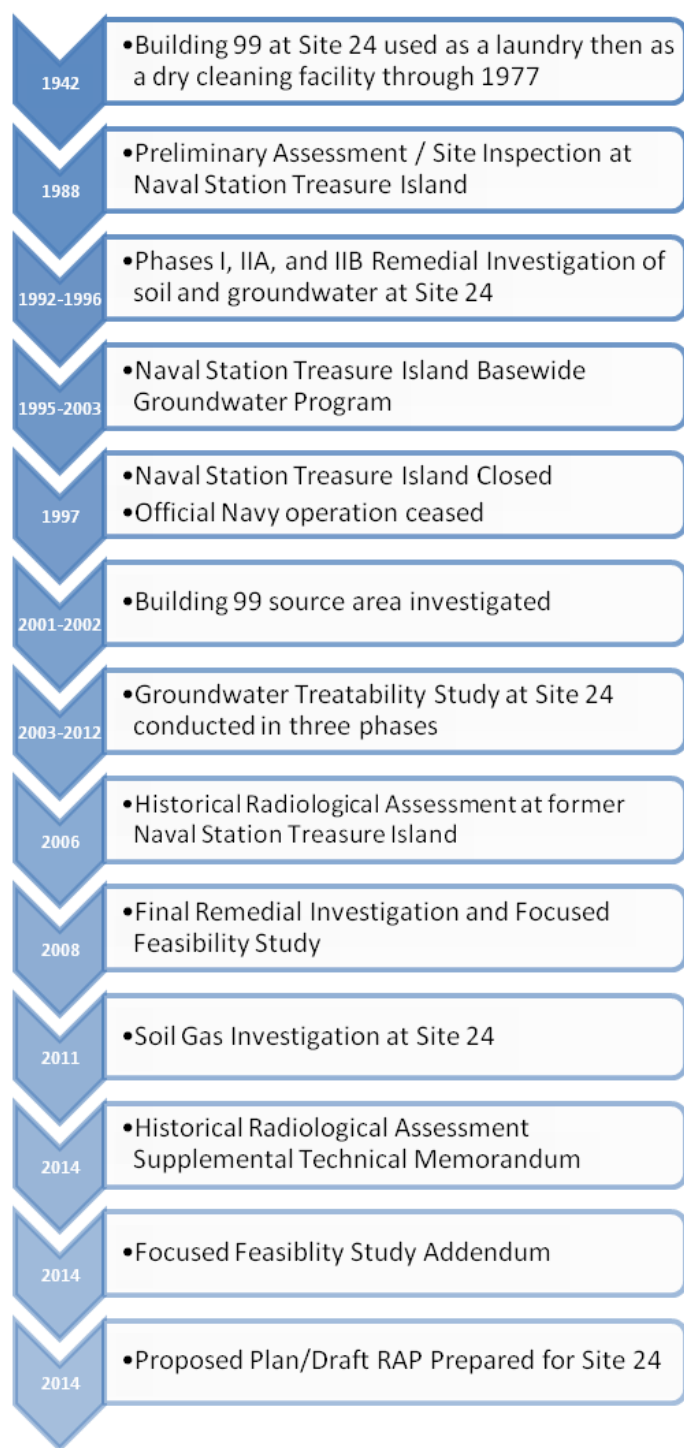 1942
•Building 99 at Site 24 used as a laundry then as
a dry cleaning facility through 1977
1988
•Preliminary Assessment / Site Inspection at
Naval Station Treasure Island
1992-1996
•Phases I, IIA, and IIB Remedial Investigation of
soil and groundwater at Site 24
1995-2003
•Naval Station Treasure Island Basewide
Groundwater Program
1997
•Naval Station Treasure Island Closed
•Official Navy operation ceased
2001-2002
•Building 99 source area investigated
2003-2012
•Groundwater Treatability Study at Site 24
conducted in three phases
2006
•Historical Radiological Assessment at former
Naval Station Treasure Island
2008
•Final Remedial Investigation and Focused
Feasibility Study
2011
•Soil Gas Investigation at Site 24
2014
•Historical Radiological Assessment
Supplemental Technical Memorandum
2014
•Focused Feasiblity Study Addendum
2014
•Proposed Plan/Draft RAP Prepared for Site 24